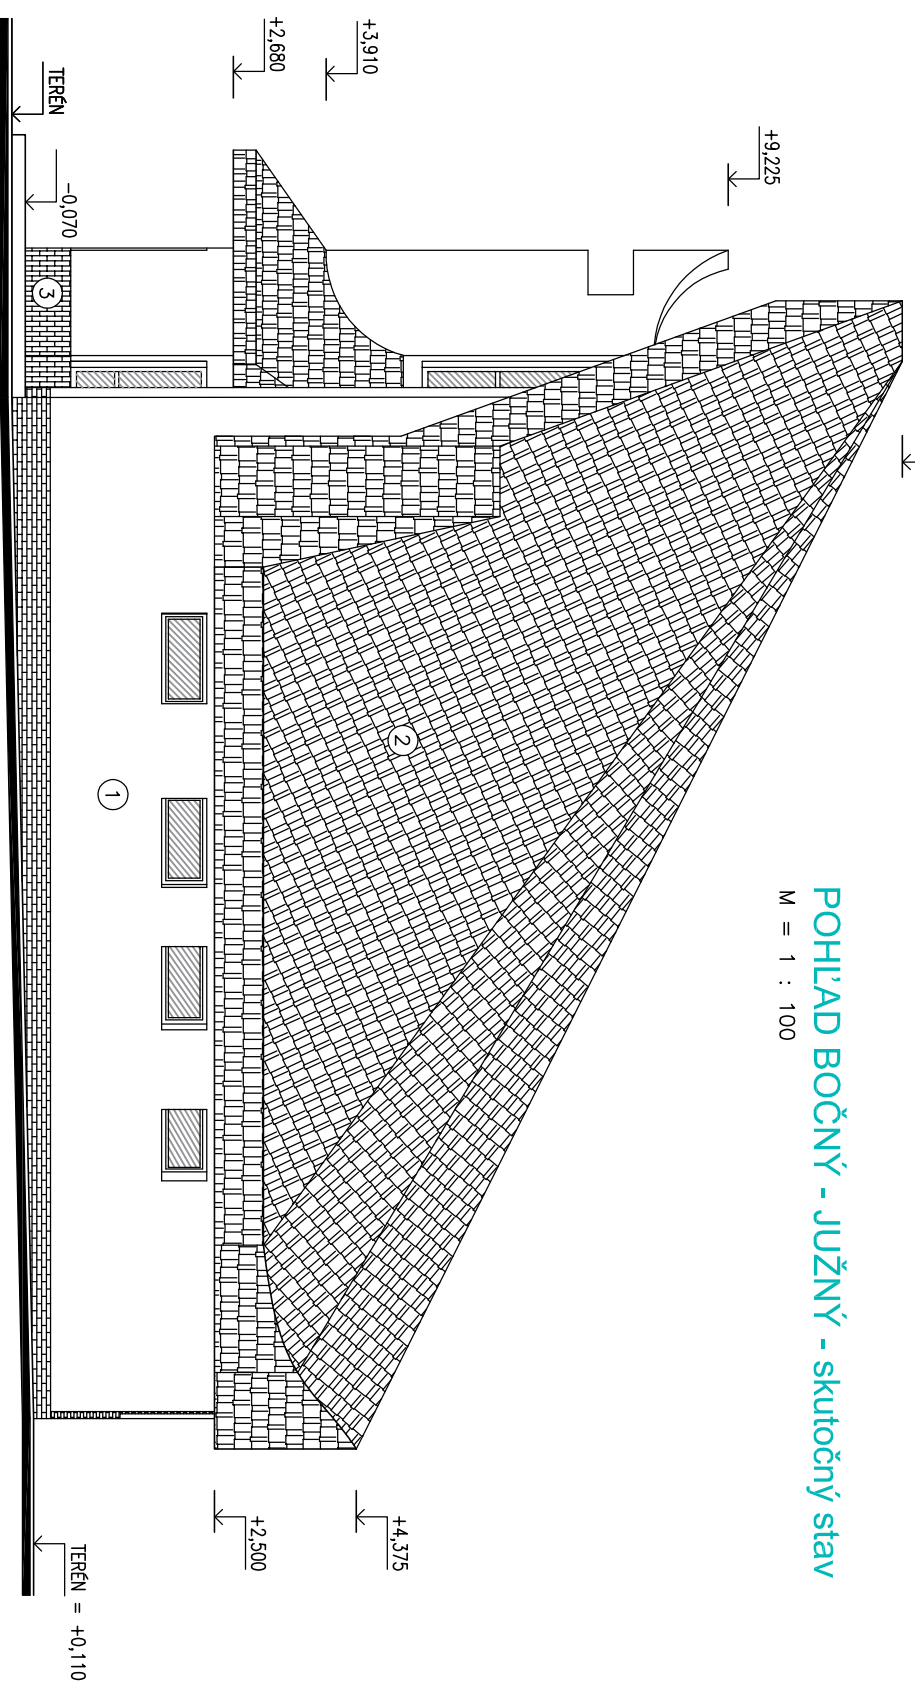 POHĽAD BOČNÝ - JUŽNÝ - skutočný stav
M = 1 : 100
+9,225
+3,910
+2,680
TERÉN
-0,070
3
2
1
+4,375
+2,500
TERÉN = +0,110